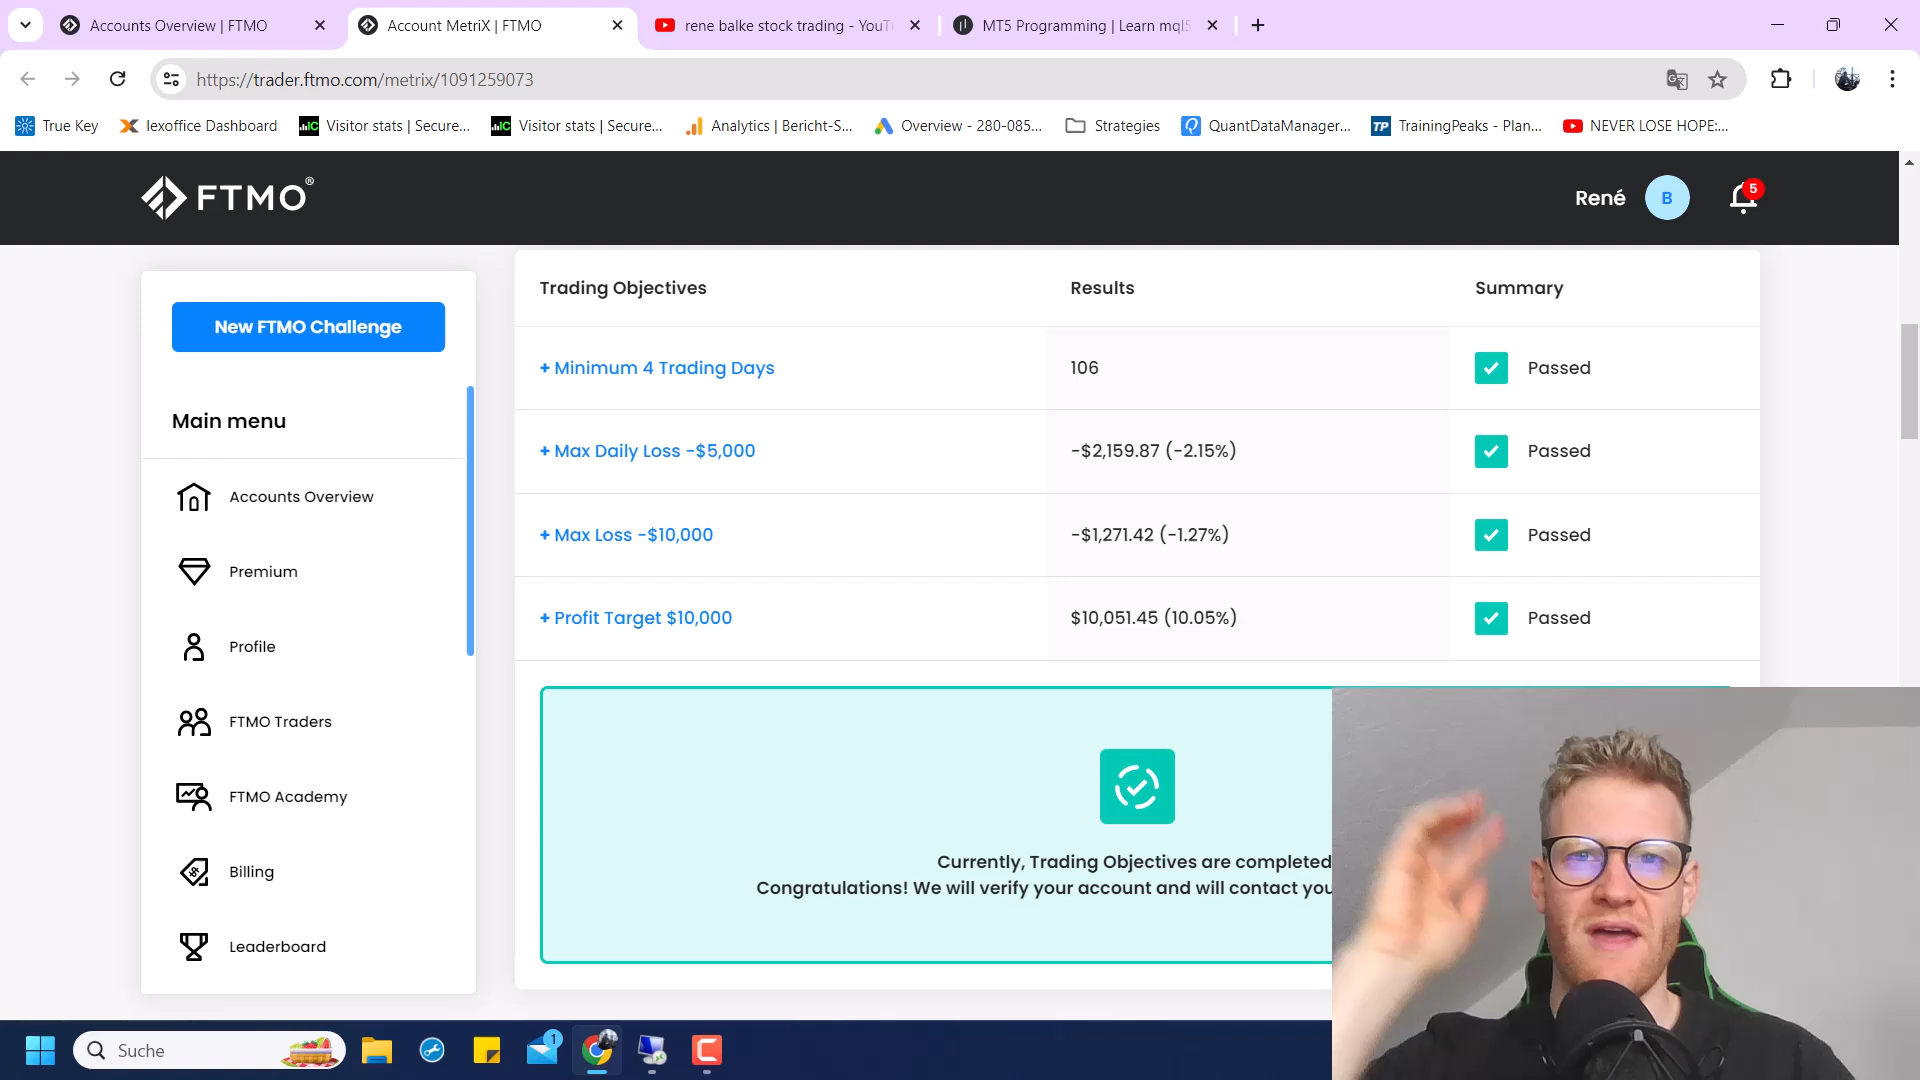 Accounts Overview | FTMO
Account MetriX | FTMO
rene balke stock trading - YouT
MT5 Programming | Learn mql5
https://trader.ftmo.com/metrix/1091259073
True Key
lexoffice Dashboard
Visitor stats | Secure...
Visitor stats | Secure...
Analytics | Bericht-S...
Overview - 280-085...
Strategies
QuantDataManager...
TrainingPeaks - Plan...
NEVER LOSE HOPE:...
FTMO®
René
B
5
New FTMO Challenge
Main menu
Accounts Overview
Premium
Profile
FTMO Traders
FTMO Academy
Billing
Leaderboard
Trading Objectives
Results
Summary
+ Minimum 4 Trading Days
106
Passed
+ Max Daily Loss -$5,000
-$2,159.87 (-2.15%)
Passed
+ Max Loss -$10,000
-$1,271.42 (-1.27%)
Passed
+ Profit Target $10,000
$10,051.45 (10.05%)
Passed
Currently, Trading Objectives are completed
Congratulations! We will verify your account and will contact you
Suche
1